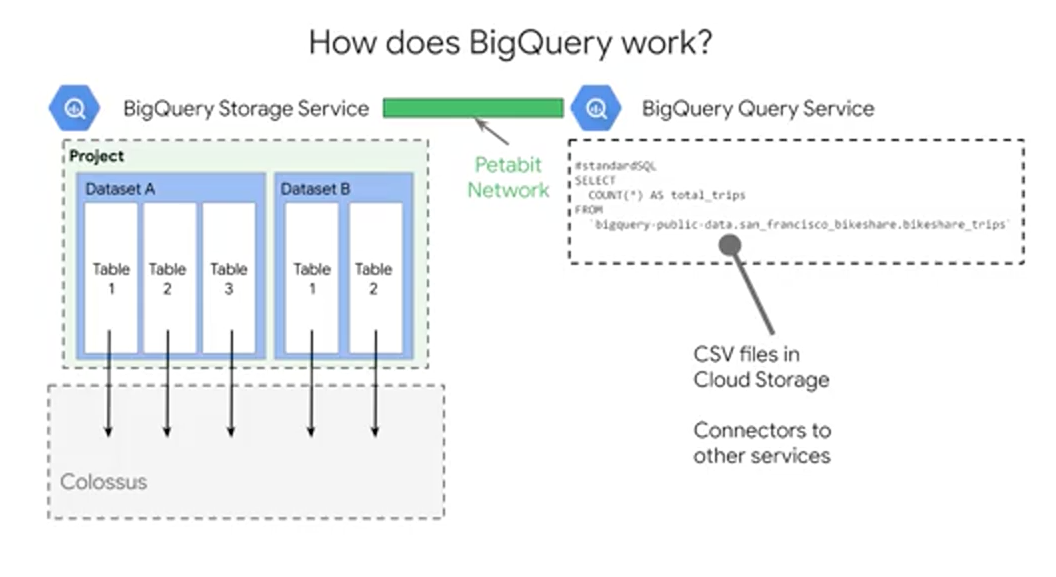 How does BigQuery work?
BigQuery Storage Service
BigQuery Query Service
Petabit
Network
Project
Dataset A
Dataset B
Table
1
Table
2
Table
3
Table
1
Table
2
Colossus
#standardSQL
SELECT
COUNT(*) AS total_trips
FROM
`bigquery-public-data.san_francisco_bikeshare.bikeshare_trips`
CSV files in
Cloud Storage
Connectors to
other services